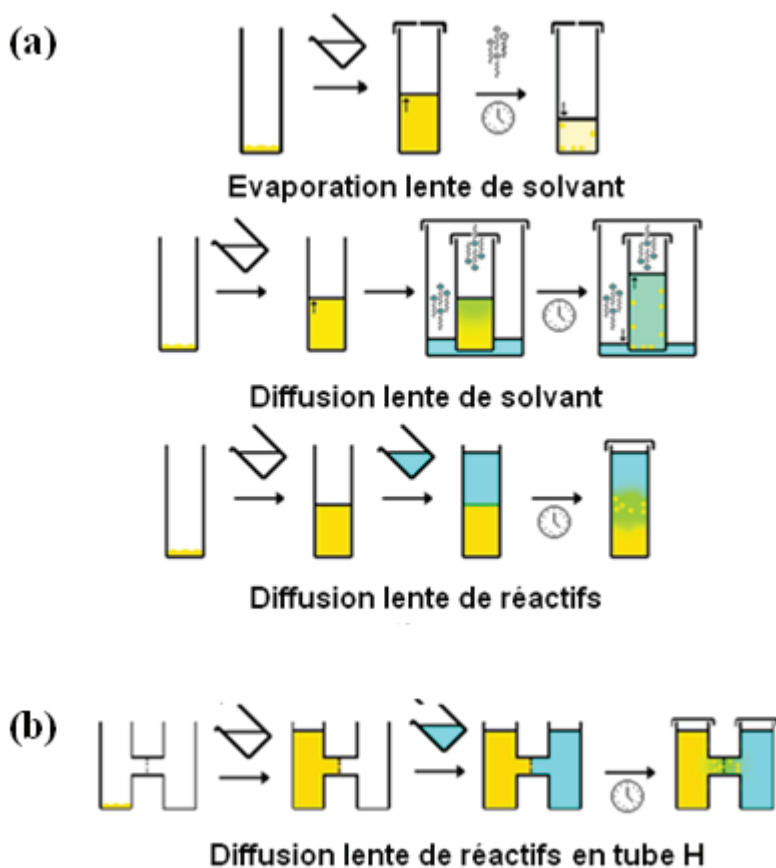 (a)
Evaporation lente de solvant
Diffusion lente de solvant
Diffusion lente de réactifs
(b)
Diffusion lente de réactifs en tube H